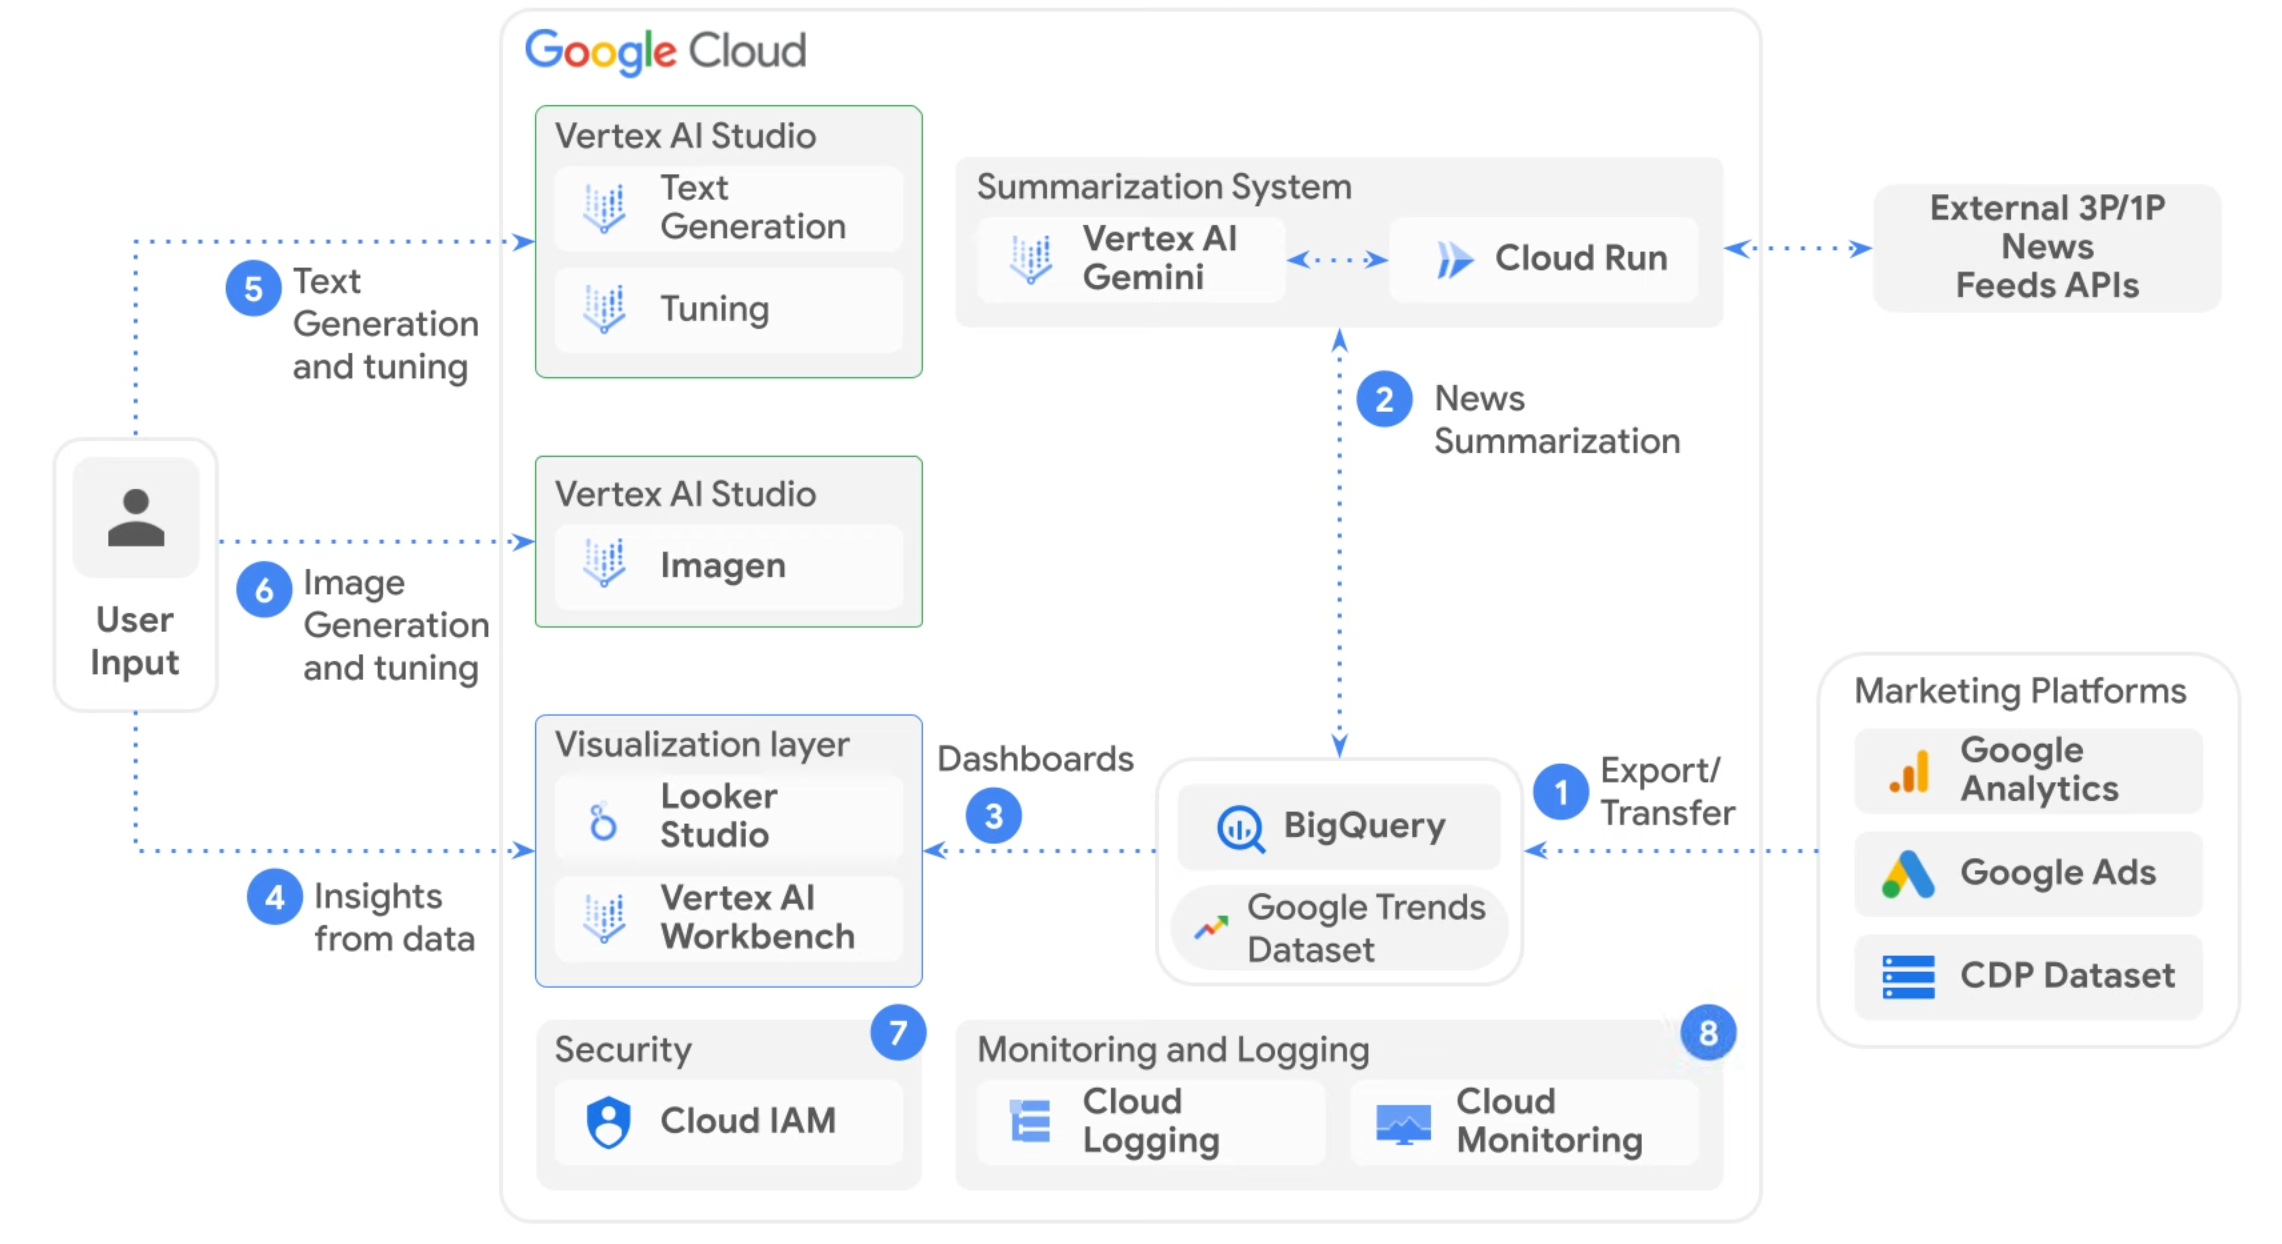 Google Cloud
Vertex AI Studio
Text
Generation
Tuning
Summarization System
Vertex AI
Gemini
Cloud Run
External 3P/1P
News
Feeds APIs
5
Text
Generation
and tuning
2
News
Summarization
User
Input
Vertex AI Studio
Imagen
6
Image
Generation
and tuning
Visualization layer
Looker
Studio
Vertex AI
Workbench
Dashboards
3
BigQuery
Google Trends
Dataset
1
Export/
Transfer
Marketing Platforms
Google
Analytics
Google Ads
CDP Dataset
4
Insights
from data
Security
7
Cloud IAM
Monitoring and Logging
8
Cloud
Logging
Cloud
Monitoring